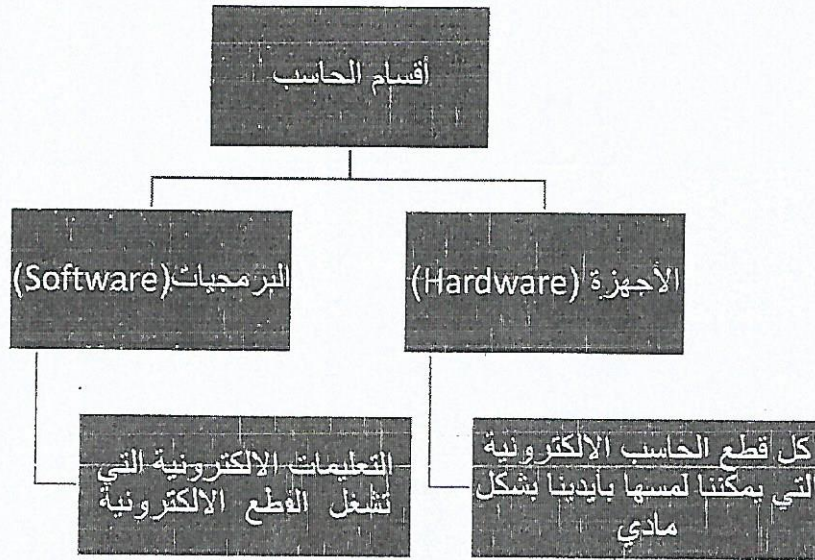 أقسام الحاسب
الأجهزة (Hardware)
البرمجيات(Software)
كل قطع الحاسب الالكترونية
التي يمكننا لمسها بايدينا بشكل
مادي
التعليمات الالكترونية التي
تشغل القطع الالكترونية